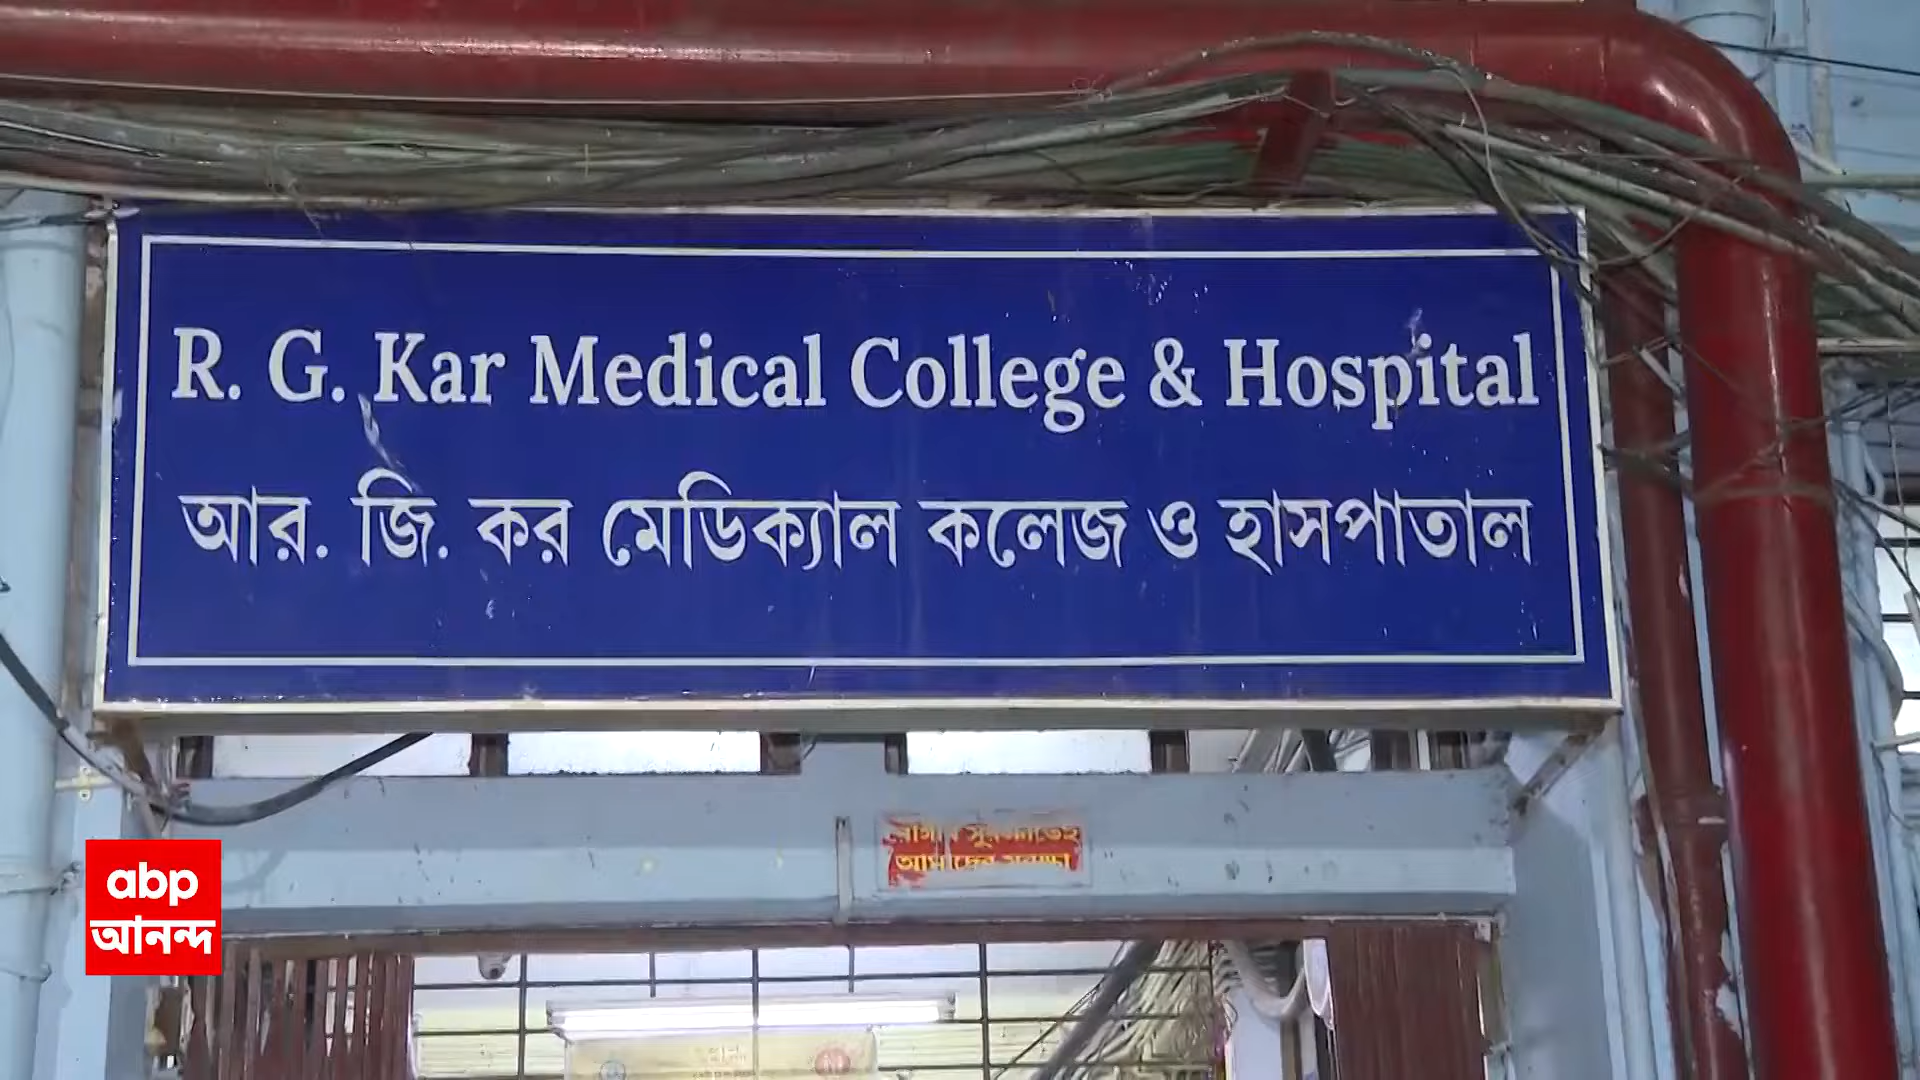 R. G. Kar Medical College & Hospital
আর. জি. কর মেডিক্যাল কলেজ ও হাসপাতাল
abp
আনন্দ